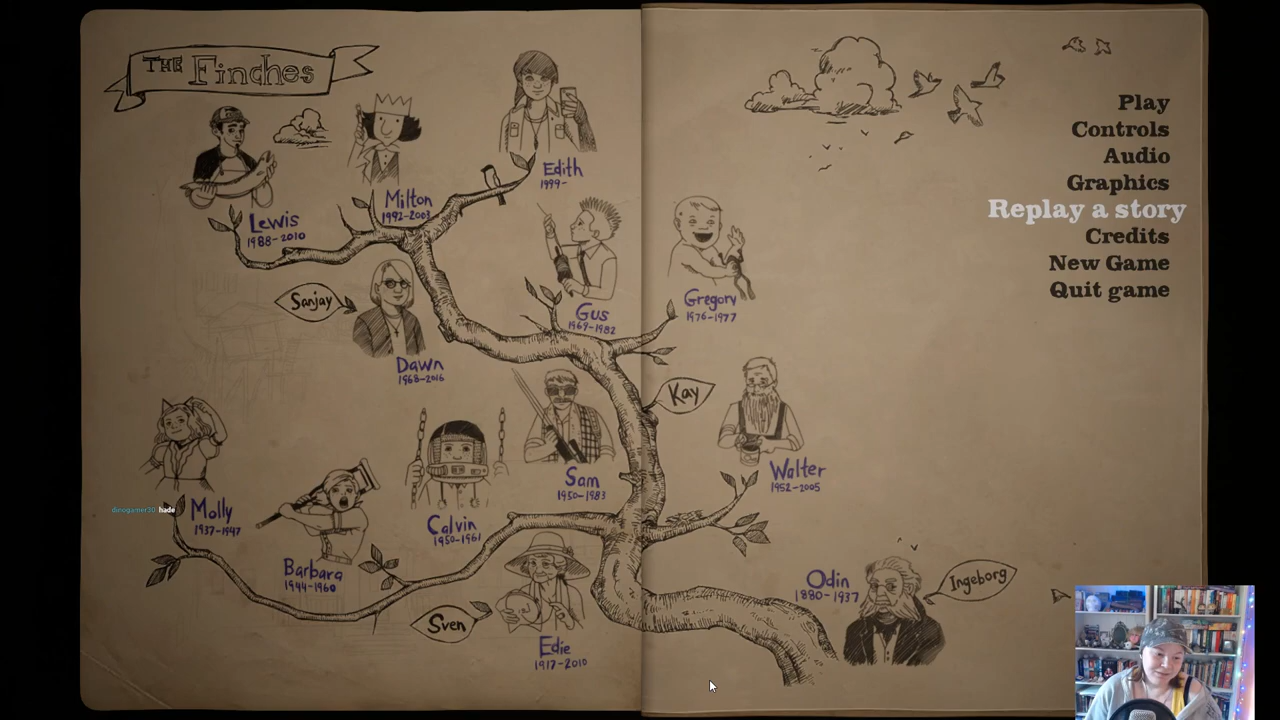 THE Finches
Edith
1999-
Lewis
1988-2010
Milton
1992-2003
Sanjay
Dawn
1968-2016
Gus
1969-1982
Gregory
1976-1977
Kay
Sam
1950-1983
Walter
1952-2005
Molly
1937-1947
dinogamer30 hade
Barbara
1944-1960
Calvin
1950-1961
Sven
Edie
1917-2010
Odin
1880-1937
Ingeborg
Play
Controls
Audio
Graphics
Replay a story
Credits
New Game
Quit game